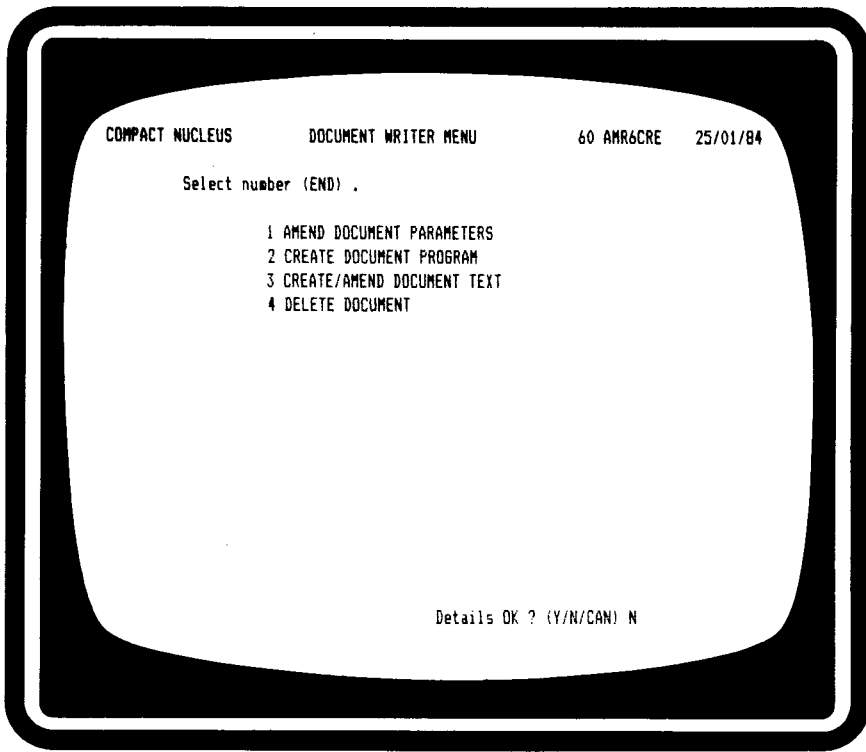 COMPACT NUCLEUS DOCUMENT WRITER MENU 60 AMR6CRE 25/01/84
Select number (END) .
1 AMEND DOCUMENT PARAMETERS
2 CREATE DOCUMENT PROGRAM
3 CREATE/AMEND DOCUMENT TEXT
4 DELETE DOCUMENT
Details OK ? (Y/N/CAN) N